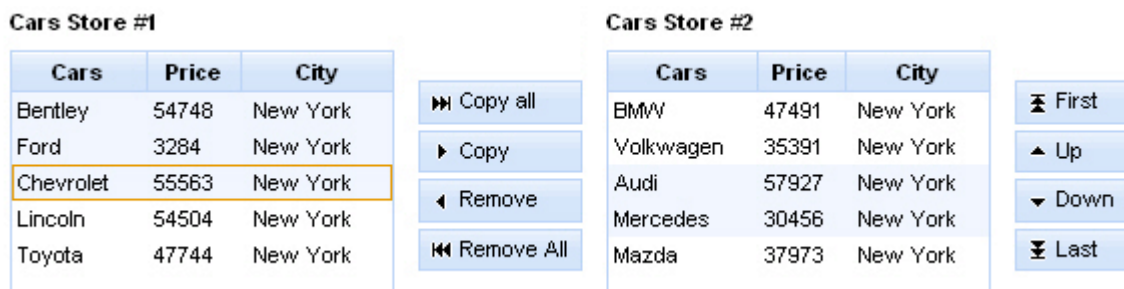 Cars Store #1
Cars Price City
Bentley 54748 New York
Ford 3284 New York
Chevrolet 55563 New York
Lincoln 54504 New York
Toyota 47744 New York
Copy all
Copy
Remove
Remove All
Cars Store #2
Cars Price City
BMW 47491 New York
Volkwagen 35391 New York
Audi 57927 New York
Mercedes 30456 New York
Mazda 37973 New York
First
Up
Down
Last